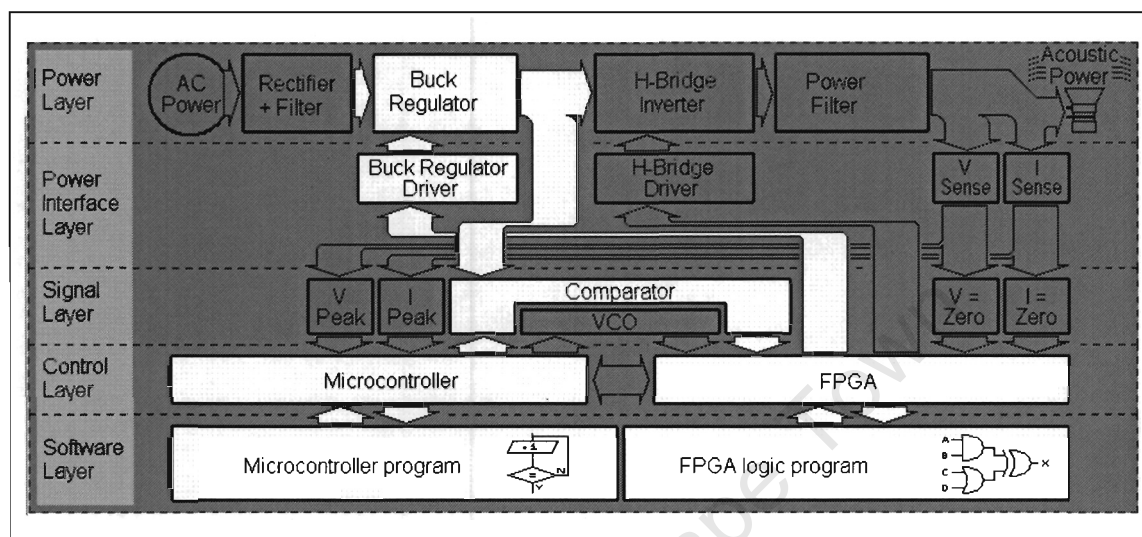 Power
Layer
AC
Power
Rectifier
+ Filter
Buck
Regulator
H-Bridge
Inverter
Power
Filter
Acoustic
Power
Power
Interface
Layer
Buck Regulator
Driver
H-Bridge
Driver
V
Sense
I
Sense
Signal
Layer
V
Peak
I
Peak
Comparator
VCO
V =
Zero
I =
Zero
Control
Layer
Microcontroller
FPGA
Software
Layer
Microcontroller program
+1
=
N
Y
FPGA logic program
A
B
C
D
X